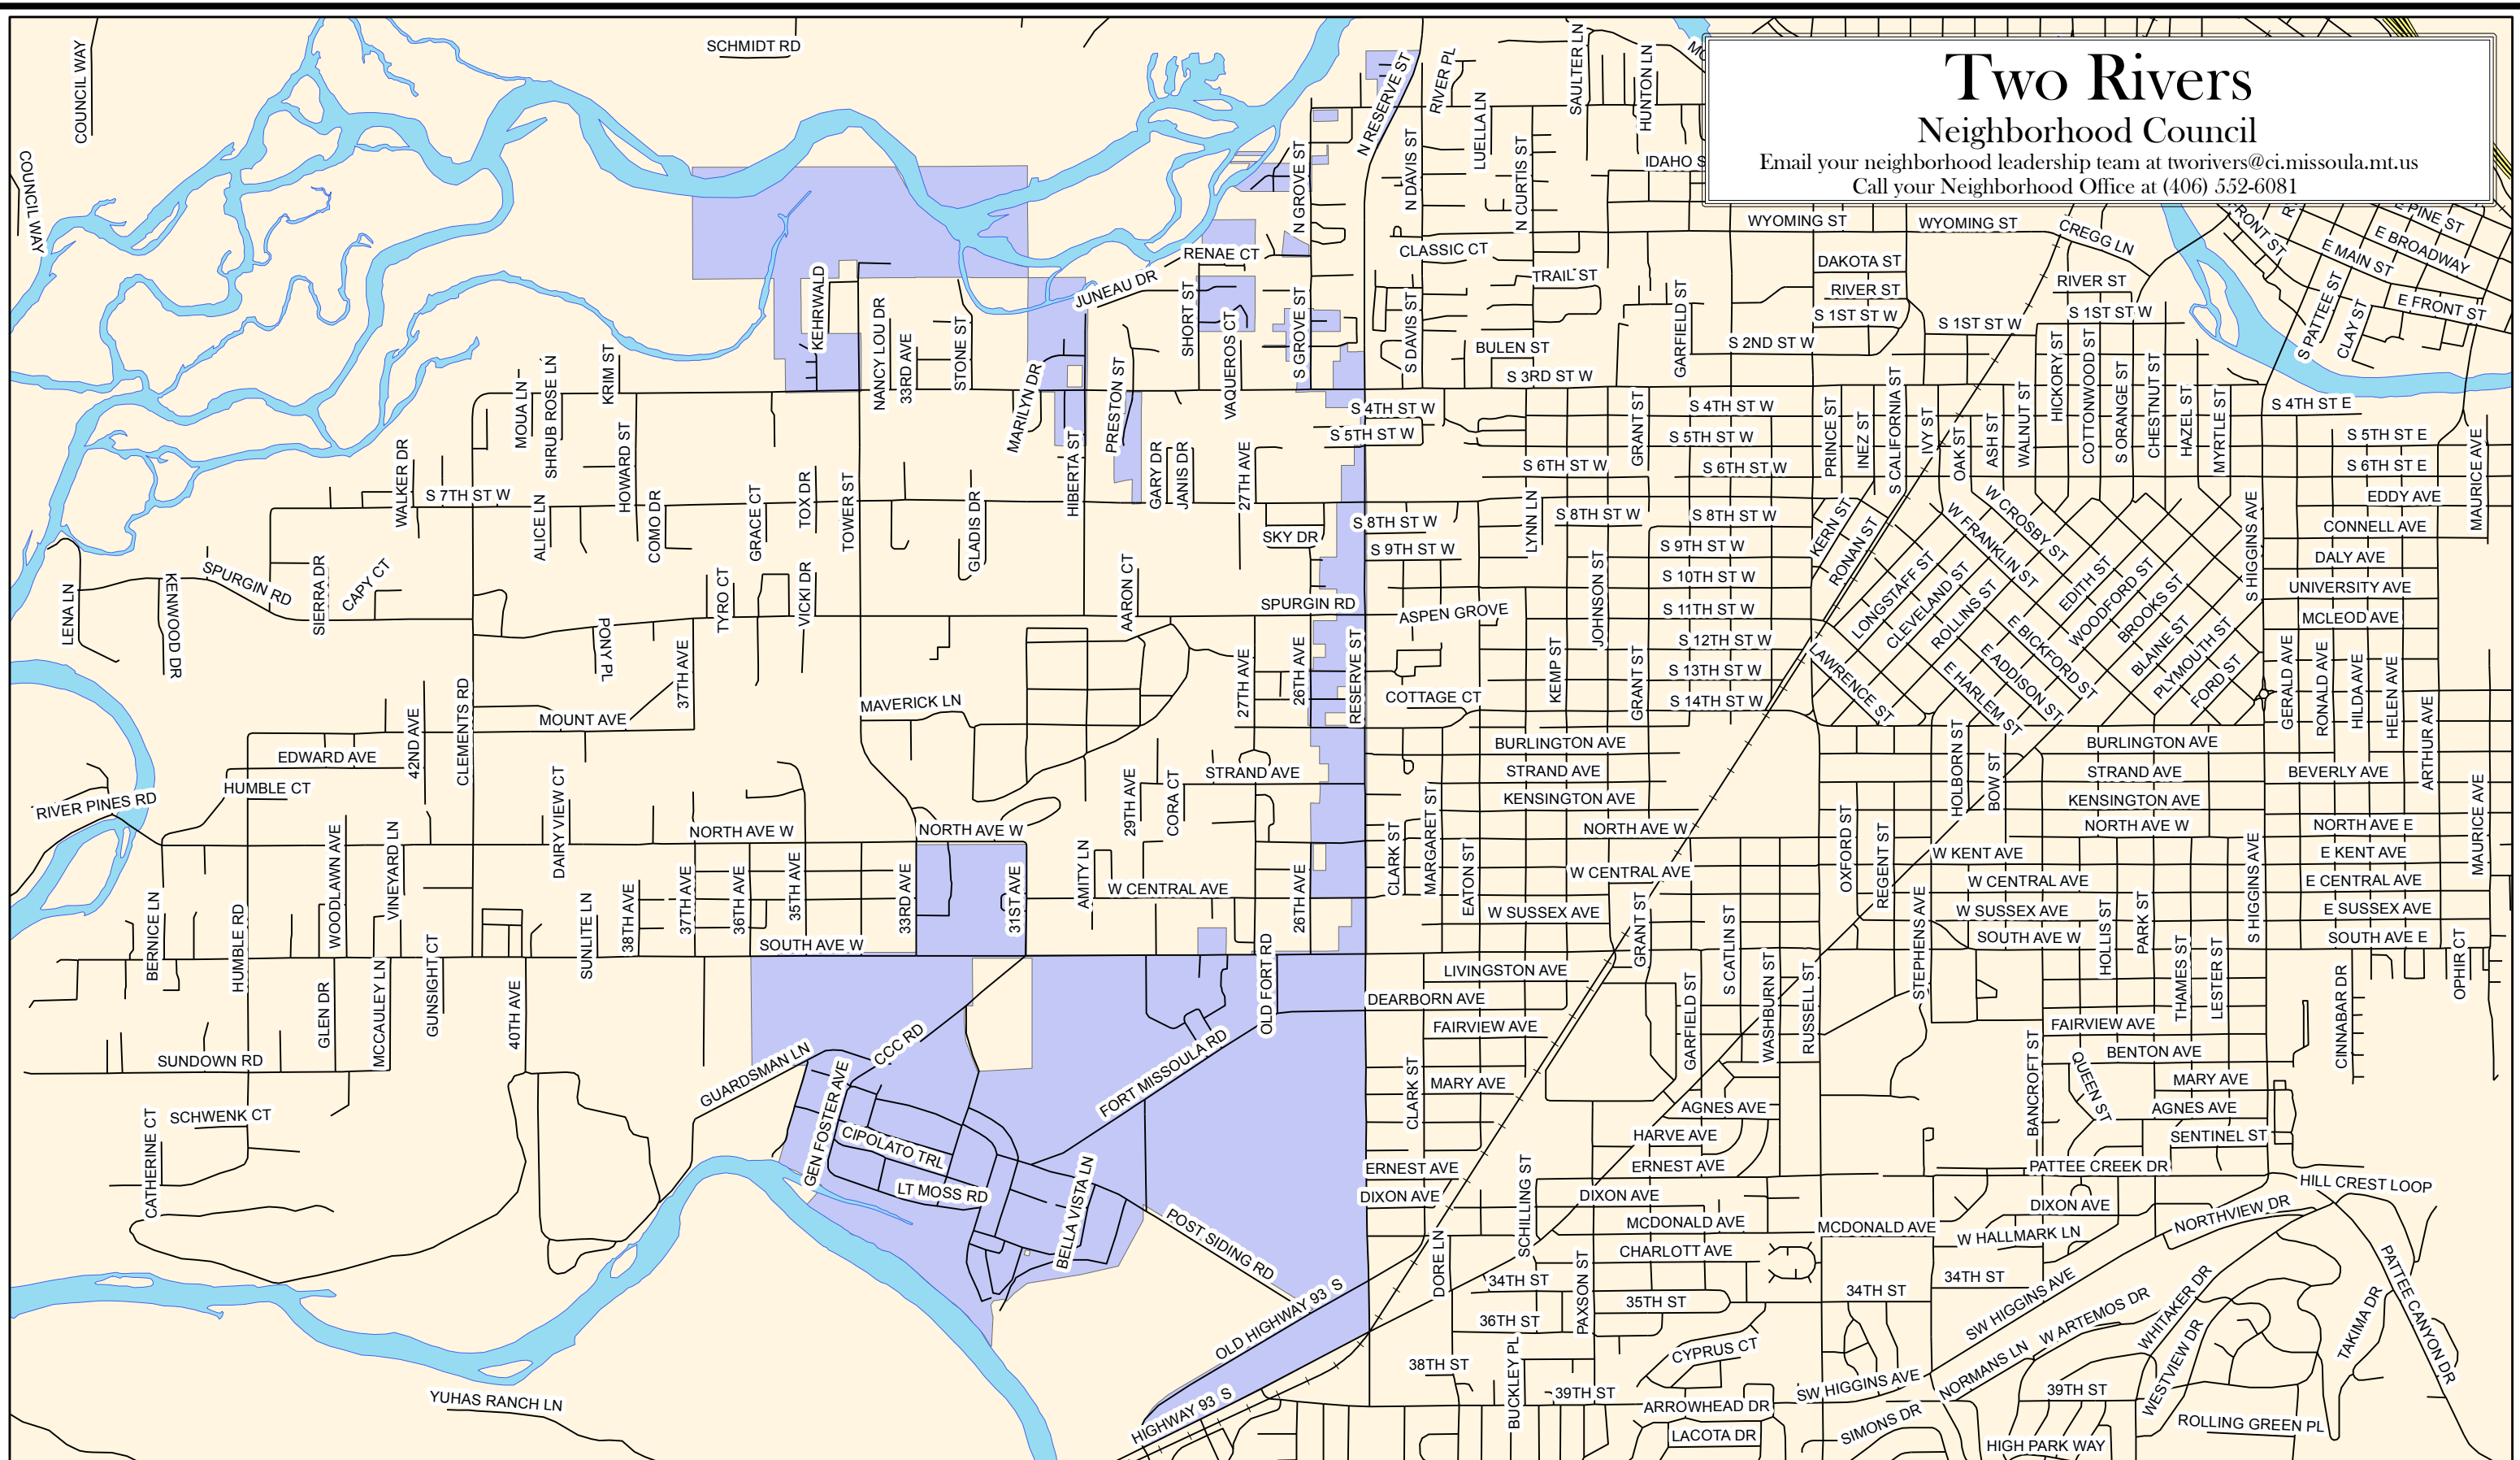 Two Rivers
Neighborhood Council
Email your neighborhood leadership team at tworivers@ci.missoula.mt.us
Call your Neighborhood Office at (406) 552-6081
COUNCIL WAY
COUNCIL WAY
SCHMIDT RD
N RESERVE ST
RIVER PL
LUELLA LN
SAULTER LN
HUNTON LN
N GROVE ST
N DAVIS ST
N CURTIS ST
IDAHO S
WYOMING ST
WYOMING ST
CREGG LN
FRONT ST
E PINE ST
E BROADWAY
E MAIN ST
E FRONT ST
S PATTEE ST
CLAY ST
RENAE CT
CLASSIC CT
TRAIL ST
DAKOTA ST
RIVER ST
RIVER ST
JUNEAU DR
KEHRWALD
NANCY LOU DR
33RD AVE
STONE ST
SHORT ST
VAQUEROS CT
S GROVE ST
S DAVIS ST
GARFIELD ST
S 1ST ST W
S 1ST ST W
S 1ST ST W
S 2ND ST W
BULEN ST
S 3RD ST W
MOUA LN
SHRUB ROSE LN
KRIM ST
MARILYN DR
PRESTON ST
S 4TH ST W
S 4TH ST W
S 4TH ST E
S 5TH ST W
S 5TH ST W
S 5TH ST E
S 6TH ST W
S 6TH ST W
S 6TH ST E
GRANT ST
PRINCE ST
INEZ ST
S CALIFORNIA ST
IVY ST
OAK ST
ASH ST
WALNUT ST
HICKORY ST
COTTONWOOD ST
S ORANGE ST
CHESTNUT ST
HAZEL ST
MYRTLE ST
MAURICE AVE
WALKER DR
S 7TH ST W
ALICE LN
HOWARD ST
COMO DR
GRACE CT
TOX DR
TOWER ST
GLADIS DR
HIBERTA ST
GARY DR
JANIS DR
27TH AVE
SKY DR
S 8TH ST W
S 8TH ST W
S 8TH ST W
LYNN LN
EDDY AVE
CONNELL AVE
DALY AVE
UNIVERSITY AVE
MCLEOD AVE
S 9TH ST W
S 9TH ST W
S 10TH ST W
S 11TH ST W
S 12TH ST W
S 13TH ST W
S 14TH ST W
KERN ST
RONAN ST
W FRANKLIN ST
W CROSBY ST
LONGSTAFF ST
CLEVELAND ST
ROLLINS ST
EDITH ST
WOODFORD ST
BROOKS ST
BLAINE ST
PLYMOUTH ST
FORD ST
E BICKFORD ST
E ADDISON ST
E HARLEM ST
LAWRENCE ST
S HIGGINS AVE
GERALD AVE
RONALD AVE
HILDA AVE
HELEN AVE
ARTHUR AVE
LENA LN
KENWOOD DR
SPURGIN RD
SIERRA DR
CAPY CT
PONY PL
TYRO CT
VICKI DR
37TH AVE
AARON CT
SPURGIN RD
ASPEN GROVE
JOHNSON ST
KEMP ST
GRANT ST
27TH AVE
26TH AVE
RESERVE ST
COTTAGE CT
MAVERICK LN
MOUNT AVE
42ND AVE
CLEMENTS RD
EDWARD AVE
HUMBLE CT
RIVER PINES RD
DAIRY VIEW CT
NORTH AVE W
NORTH AVE W
29TH AVE
CORA CT
STRAND AVE
BURLINGTON AVE
STRAND AVE
KENSINGTON AVE
NORTH AVE W
BURLINGTON AVE
STRAND AVE
KENSINGTON AVE
NORTH AVE W
BEVERLY AVE
NORTH AVE E
E KENT AVE
E CENTRAL AVE
E SUSSEX AVE
SOUTH AVE E
MAURICE AVE
HOLBORN ST
BOW ST
OXFORD ST
REGENT ST
W KENT AVE
W CENTRAL AVE
W SUSSEX AVE
SOUTH AVE W
W CENTRAL AVE
W SUSSEX AVE
CLARK ST
MARGARET ST
EATON ST
GRANT ST
S CATLIN ST
WASHBURN ST
RUSSELL ST
GARFIELD ST
STEPHENS AVE
HOLLIS ST
PARK ST
THAMES ST
LESTER ST
S HIGGINS AVE
CINNABAR DR
OPHIR CT
BERNICE LN
HUMBLE RD
WOODLAWN AVE
VINEYARD LN
GLEN DR
MCCAULEY LN
GUNSIGHT CT
40TH AVE
SUNLITE LN
38TH AVE
37TH AVE
36TH AVE
35TH AVE
33RD AVE
31ST AVE
AMITY LN
W CENTRAL AVE
26TH AVE
SOUTH AVE W
OLD FORT RD
LIVINGSTON AVE
DEARBORN AVE
FAIRVIEW AVE
MARY AVE
CLARK ST
FAIRVIEW AVE
BENTON AVE
MARY AVE
AGNES AVE
SENTINEL ST
BANCROFT ST
QUEEN ST
AGNES AVE
HARVE AVE
ERNEST AVE
ERNEST AVE
DIXON AVE
DIXON AVE
DIXON AVE
PATTEE CREEK DR
HILL CREST LOOP
NORTHVIEW DR
SUNDOWN RD
SCHWENK CT
CATHERINE CT
GUARDSMAN LN
CCC RD
GEN FOSTER AVE
CIPOLATO TRL
LT MOSS RD
FORT MISSOULA RD
BELLA VISTA LN
POST SIDING RD
OLD HIGHWAY 93 S
HIGHWAY 93 S
YUHAS RANCH LN
SCHILLING ST
DORE LN
MCDONALD AVE
MCDONALD AVE
CHARLOTT AVE
W HALLMARK LN
34TH ST
34TH ST
34TH ST
35TH ST
36TH ST
PAXSON ST
38TH ST
BUCKLEY PL
39TH ST
CYPRUS CT
ARROWHEAD DR
LACOTA DR
SW HIGGINS AVE
SW HIGGINS AVE
NORMANS LN
W ARTEMOS DR
WHITAKER DR
WESTVIEW DR
39TH ST
SIMONS DR
HIGH PARK WAY
ROLLING GREEN PL
TAKIMA DR
PATTEE CANYON DR